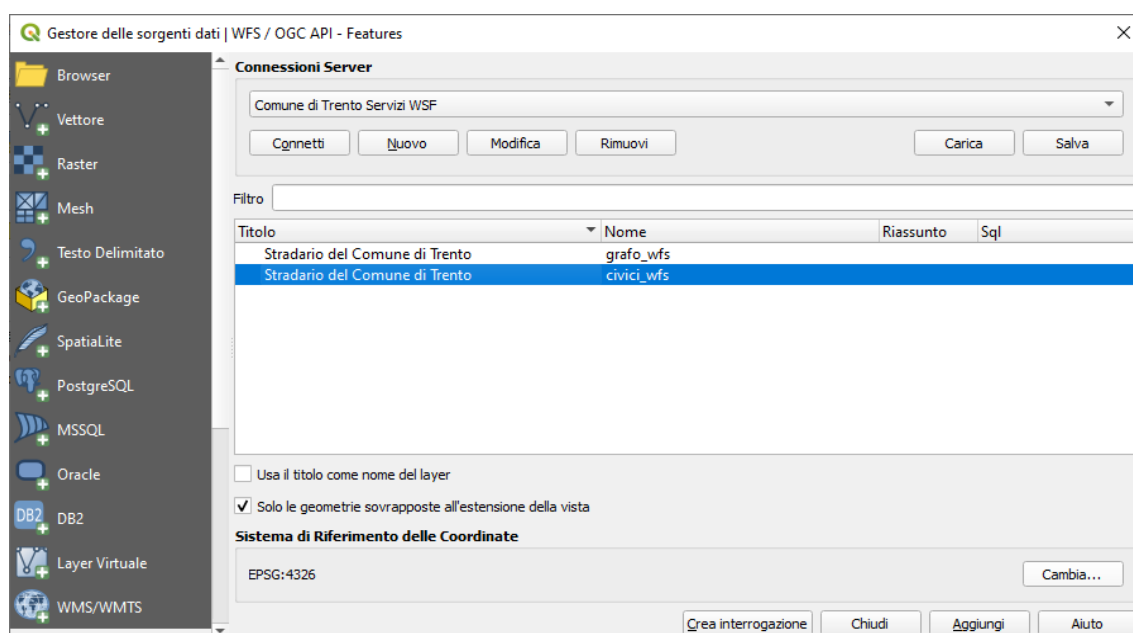 Gestore delle sorgenti dati | WFS / OGC API - Features
Browser
Vettore
Raster
Mesh
Testo Delimitato
GeoPackage
SpatiaLite
PostgreSQL
MSSQL
Oracle
DB2
DB2
Layer Virtuale
WMS/WMTS
Connessioni Server
Comune di Trento Servizi WSF
Connetti Nuovo Modifica Rimuovi Carica Salva
Filtro
Titolo Nome Riassunto Sql
Stradario del Comune di Trento grafo_wfs
Stradario del Comune di Trento civici_wfs
Usa il titolo come nome del layer
Solo le geometrie sovrapposte all'estensione della vista
Sistema di Riferimento delle Coordinate
EPSG:4326 Cambia...
Crea interrogazione Chiudi Aggiungi Aiuto